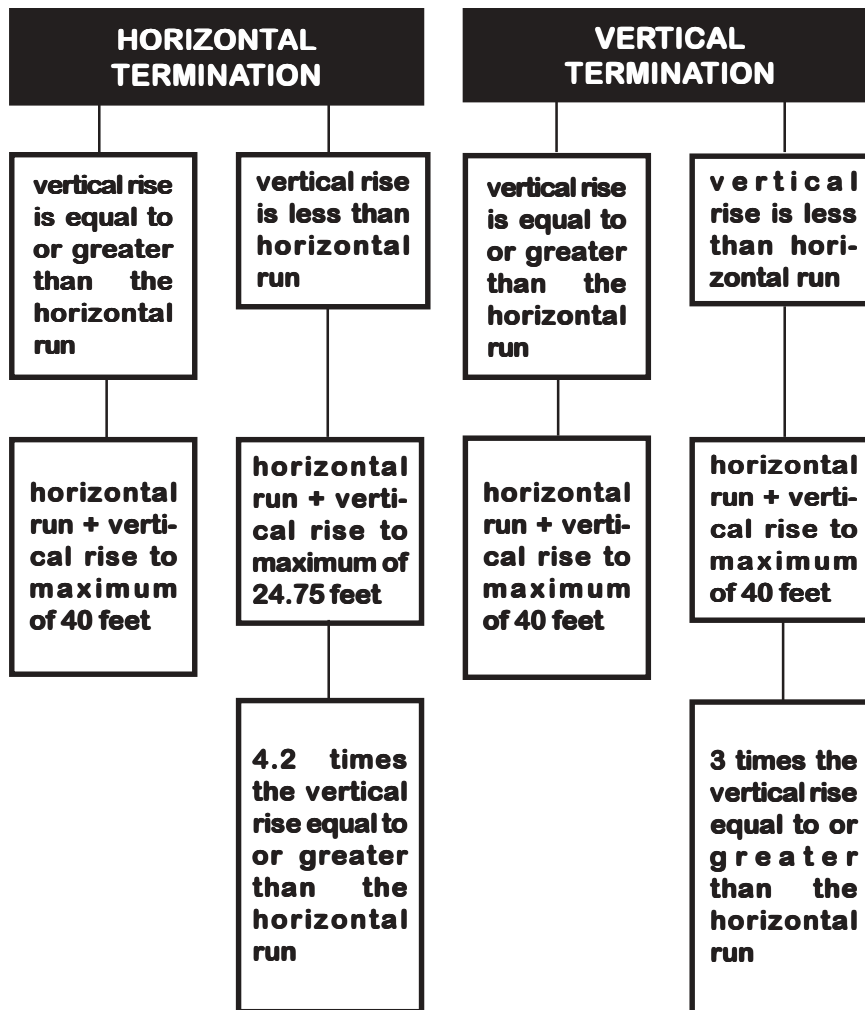 HORIZONTAL
TERMINATION
vertical rise
is equal to
or greater
than the
horizontal
run
horizontal
run + verti-
cal rise to
maximum
of 40 feet
vertical rise
is less than
horizontal
run
horizontal
run + verti-
cal rise to
maximum of
24.75 feet
4.2 times
the vertical
rise equal to
or greater
than the
horizontal
run
VERTICAL
TERMINATION
vertical rise
is equal to
or greater
than the
horizontal
run
horizontal
run + verti-
cal rise to
maximum
of 40 feet
vertical
rise is less
than hori-
zontal run
horizontal
run + verti-
cal rise to
maximum
of 40 feet
3 times the
vertical rise
equal to or
greater
than the
horizontal
run